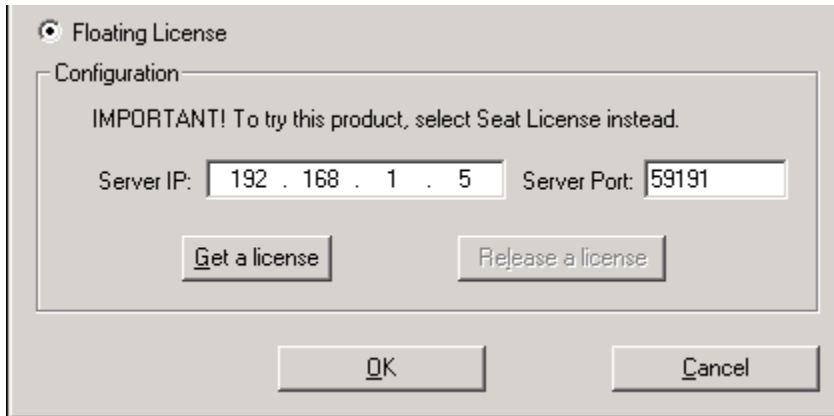 Floating License
Configuration
IMPORTANT! To try this product, select Seat License instead.
Server IP: 192 . 168 . 1 . 5 Server Port: 59191
Get a license Release a license
OK Cancel